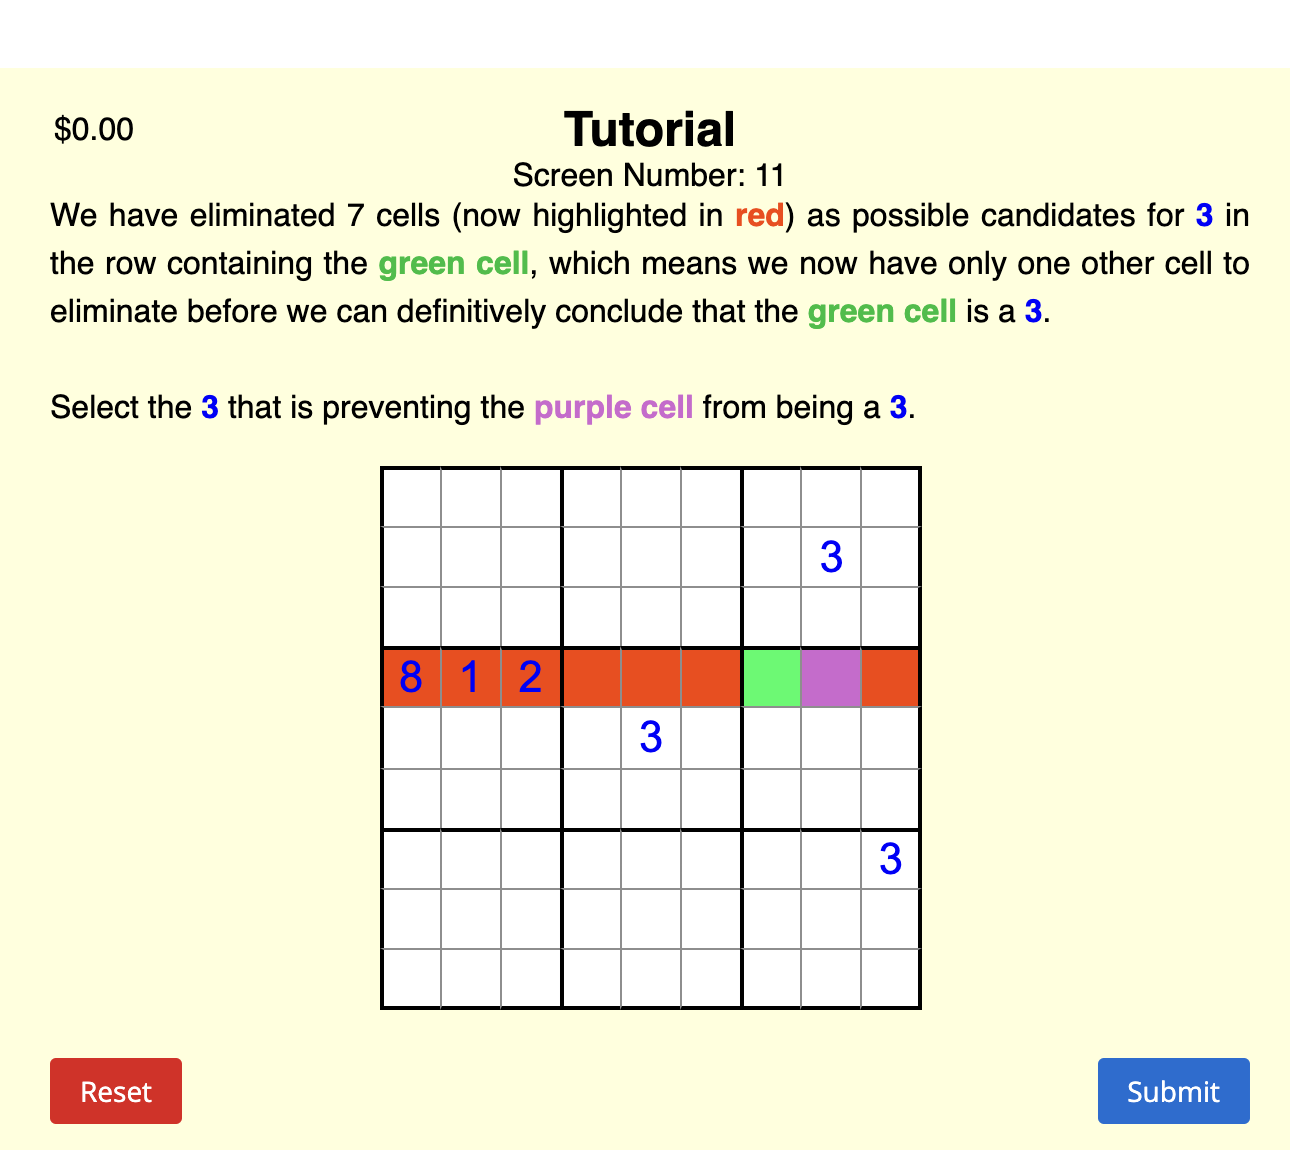 $0.00
Tutorial
Screen Number: 11
We have eliminated 7 cells (now highlighted in red) as possible candidates for 3 in
the row containing the green cell, which means we now have only one other cell to
eliminate before we can definitively conclude that the green cell is a 3.
Select the 3 that is preventing the purple cell from being a 3.
3
8 1 2
3
3
Reset
Submit